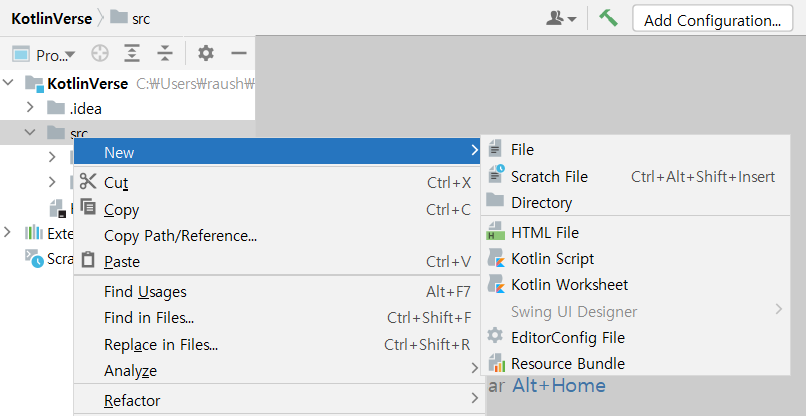 KotlinVerse
src
Add Configuration...
Pro...
KotlinVerse C:₩Users₩raush₩
.idea
src
New
Cut Ctrl+X
Copy Ctrl+C
Copy Path/Reference...
Paste Ctrl+V
Find Usages Alt+F7
Find in Files... Ctrl+Shift+F
Replace in Files... Ctrl+Shift+R
Analyze
Refactor
File
Scratch File Ctrl+Alt+Shift+Insert
Directory
HTML File
Kotlin Script
Kotlin Worksheet
Swing UI Designer
EditorConfig File
Resource Bundle
Exte
Scra
ar Alt+Home